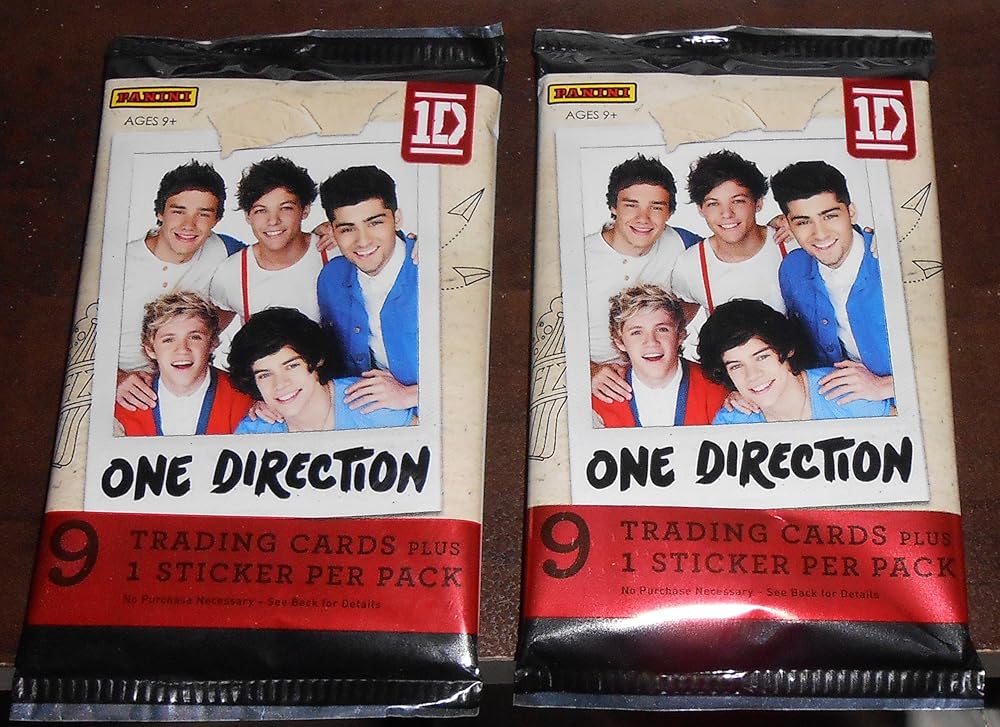 PANINI
AGES 9+
1D
ONE DIRECTION
9 TRADING CARDS PLUS
1 STICKER PER PACK
No Purchase Necessary - See Back for Details
PANINI
AGES 9+
1D
ONE DIRECTION
9 TRADING CARDS PLUS
1 STICKER PER PACK
No Purchase Necessary - See Back for Details